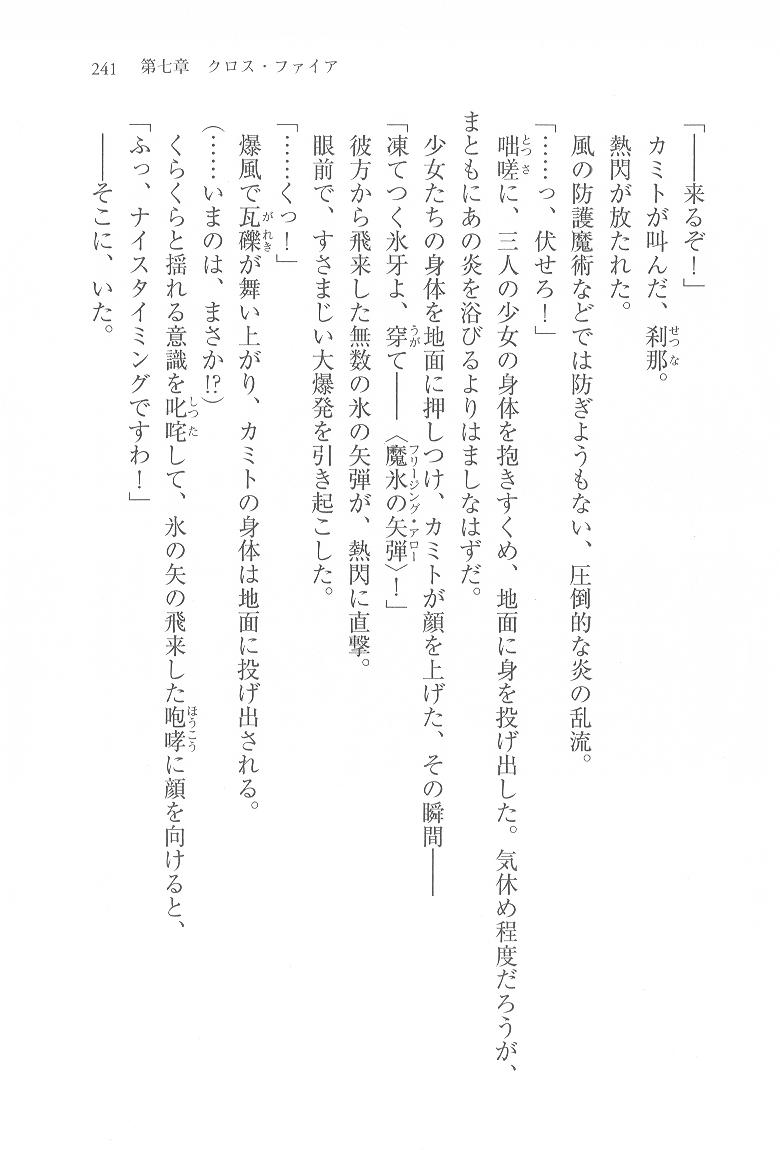 241　第七章　クロス・ファイア
「――来るぞ！」
カミトが叫んだ、刹那。
熱閃が放たれた。
風の防護魔術などでは防ぎようもない、圧倒的な炎の乱流。
「……っ、伏せろ！」
咄嗟に、三人の少女の身体を抱きすくめ、地面に身を投げ出した。気休め程度だろうが、
まともにあの炎を浴びるよりはましなはずだ。
少女たちの身体を地面に押しつけ、カミトが顔を上げた、その瞬間――
「凍てつく氷牙よ、穿て――〈魔氷の矢弾〉！」
彼方から飛来した無数の氷の矢弾が、熱閃に直撃。
眼前で、すさまじい大爆発を引き起こした。
「……くっ！」
爆風で瓦礫が舞い上がり、カミトの身体は地面に投げ出される。
（……いまのは、まさか!?）
くらくらと揺れる意識を叱咤して、氷の矢の飛来した咆哮に顔を向けると、
「ふっ、ナイスタイミングですわ！」
――そこに、いた。